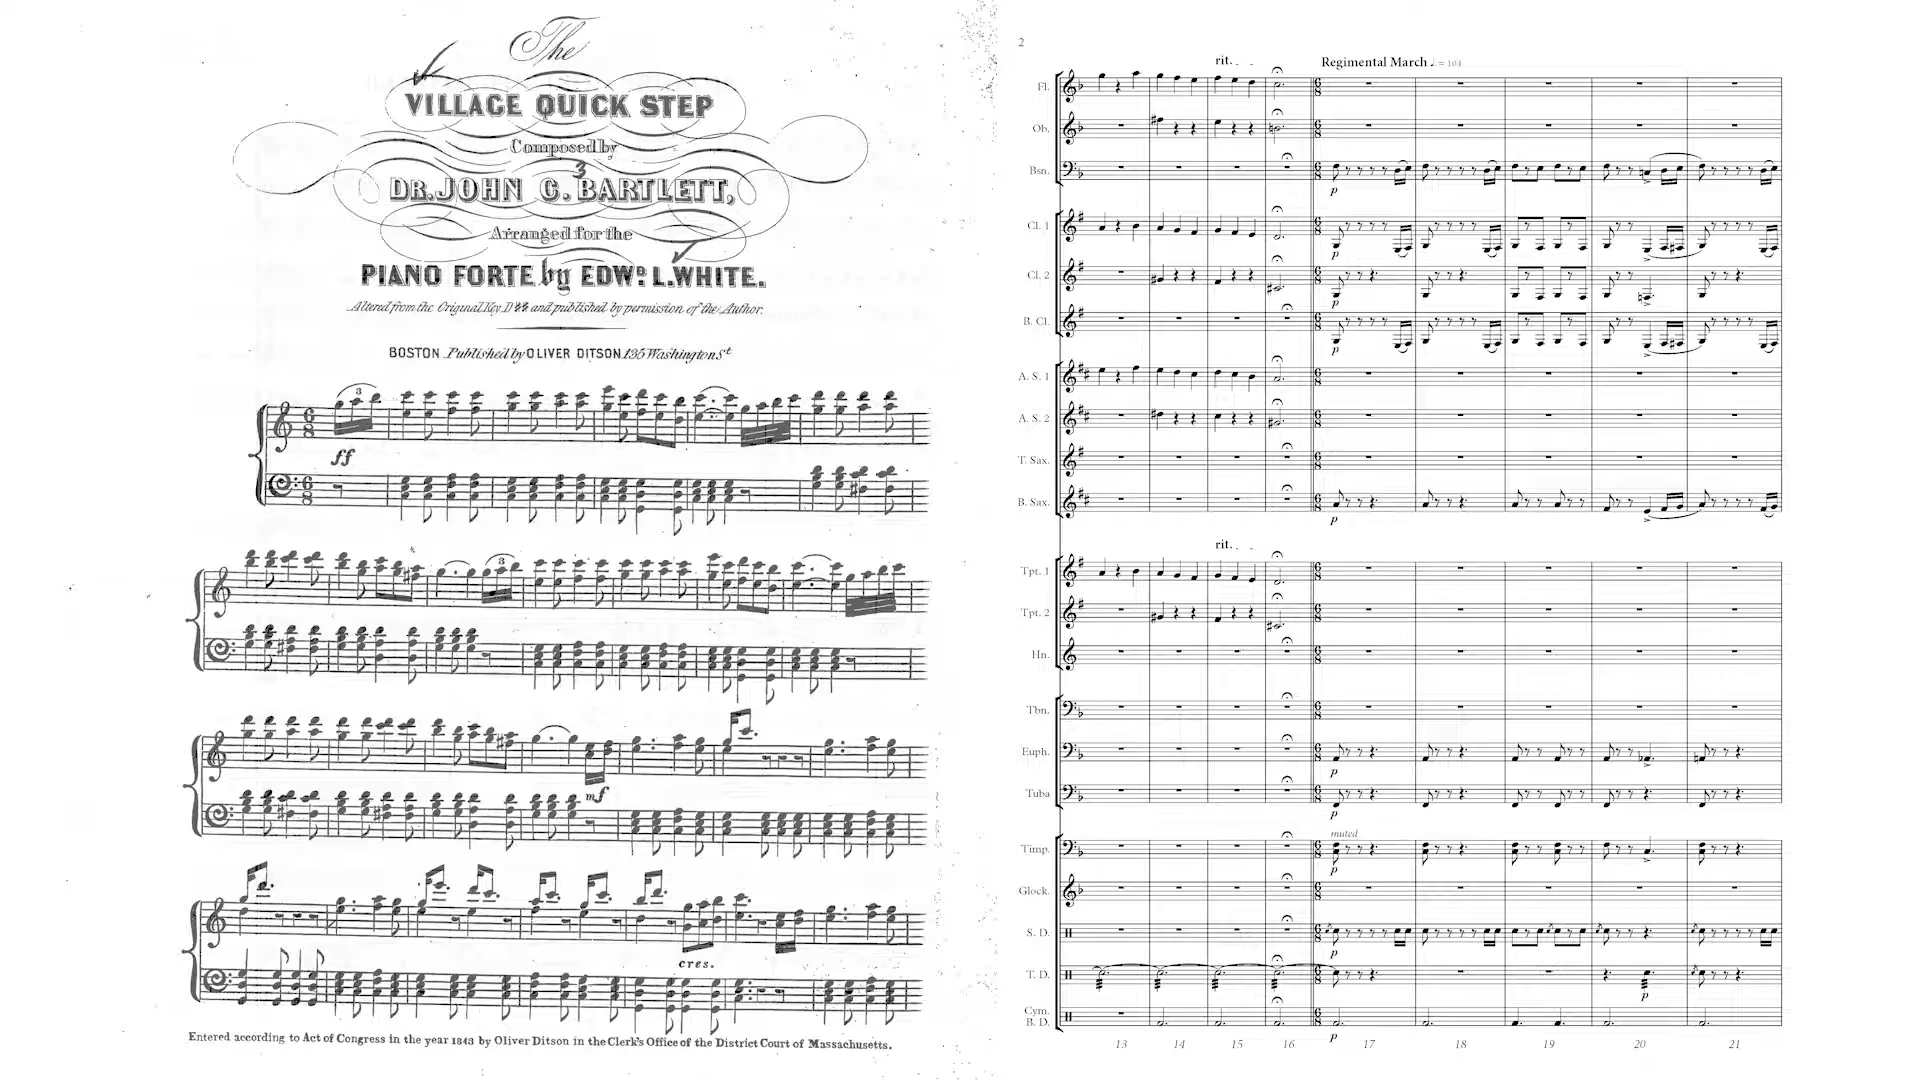 The
VILLAGE QUICK STEP
Composed by
DR. JOHN C. BARTLETT,
Arranged for the
PIANO FORTE by EDWD. L. WHITE.
Altered from the Original Key D## and published by permission of the Author.
BOSTON Published by OLIVER DITSON 135 Washington St
3
ff
3
mf
cres.
Entered according to Act of Congress in the year 1843 by Oliver Ditson in the Clerk's Office of the District Court of Massachusetts.
2
rit.
Regimental March ♩. = 104
Fl.
Ob.
Bsn.
p
Cl. 1
p
Cl. 2
p
B. Cl.
p
A. S. 1
A. S. 2
T. Sax.
B. Sax.
p
rit.
Tpt. 1
Tpt. 2
Hn.
Tbn.
Euph.
p
Tuba
p
muted
Timp.
p
Glock.
S. D.
p
T. D.
p
Cym.
B. D.
p
13 14 15 16 17 18 19 20 21